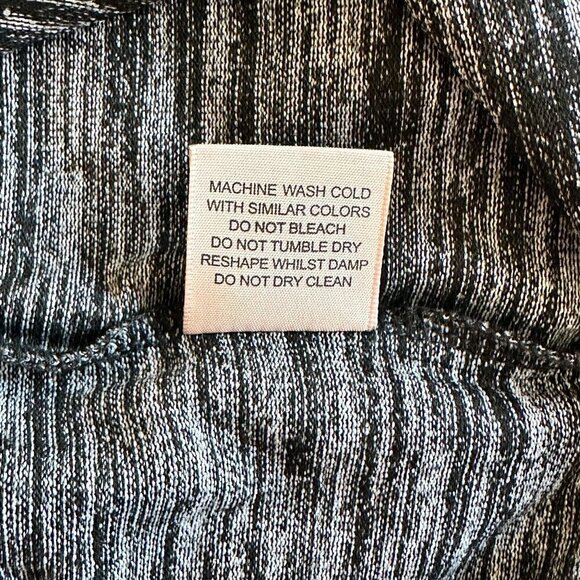 MACHINE WASH COLD
WITH SIMILAR COLORS
DO NOT BLEACH
DO NOT TUMBLE DRY
RESHAPE WHILST DAMP
DO NOT DRY CLEAN